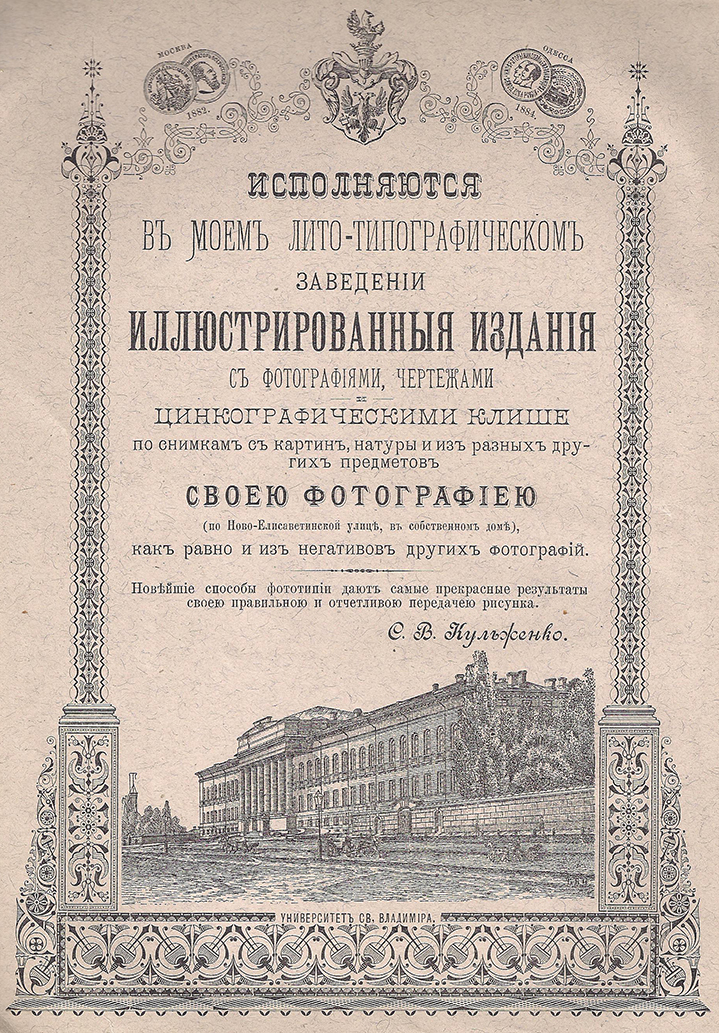 МОСКВА
1882.
ОДЕССА
1884.
ИСПОЛНЯЮТСЯ
ВЪ МОЕМЪ ЛИТО-ТИПОГРАФИЧЕСКОМЪ
ЗАВЕДЕНІИ
ИЛЛЮСТРИРОВАННЫЯ ИЗДАНІЯ
СЪ ФОТОГРАФІЯМИ, ЧЕРТЕЖАМИ
И
ЦИНКОГРАФИЧЕСКИМИ КЛИШЕ
по снимкамъ съ картин, натуры и изъ разныхъ дру-
гихъ предметовъ
СВОЕЮ ФОТОГРАФІЕЮ
(по Ново-Елисаветинской улицѣ, въ собственномъ домѣ),
какъ равно и изъ негативовъ другихъ фотографій.
Новѣйшіе способы фототипіи даютъ самые прекрасные результаты
своею правильною и отчетливою передачею рисунка.
С. В. Кульженко.
УНИВЕРСИТЕТЪ СВ. ВЛАДИМІРА.